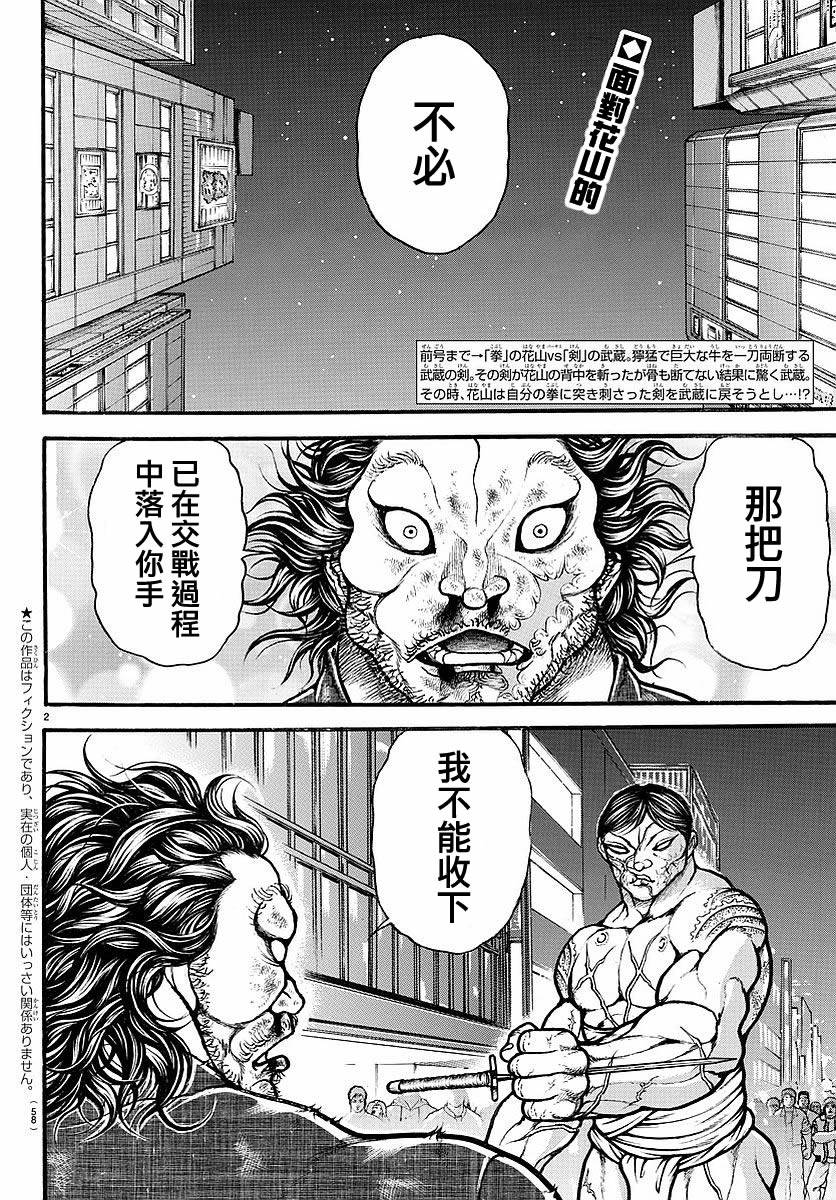 ◆面對花山的
不必
前号まで→「拳」の花山vs「剣」の武蔵。獰猛で巨大な牛を一刀両断する
武蔵の剣。その剣が花山の背中を斬ったが骨も断てない結果に驚く武蔵。
その時、花山は自分の拳に突き刺さった剣を武蔵に戻そうとし…!?
那把刀
已在交戰過程
中落入你手
2
我不能收下
★この作品はフィクションであり、実在の個人・団体等にはいっさい関係ありません。
(58)